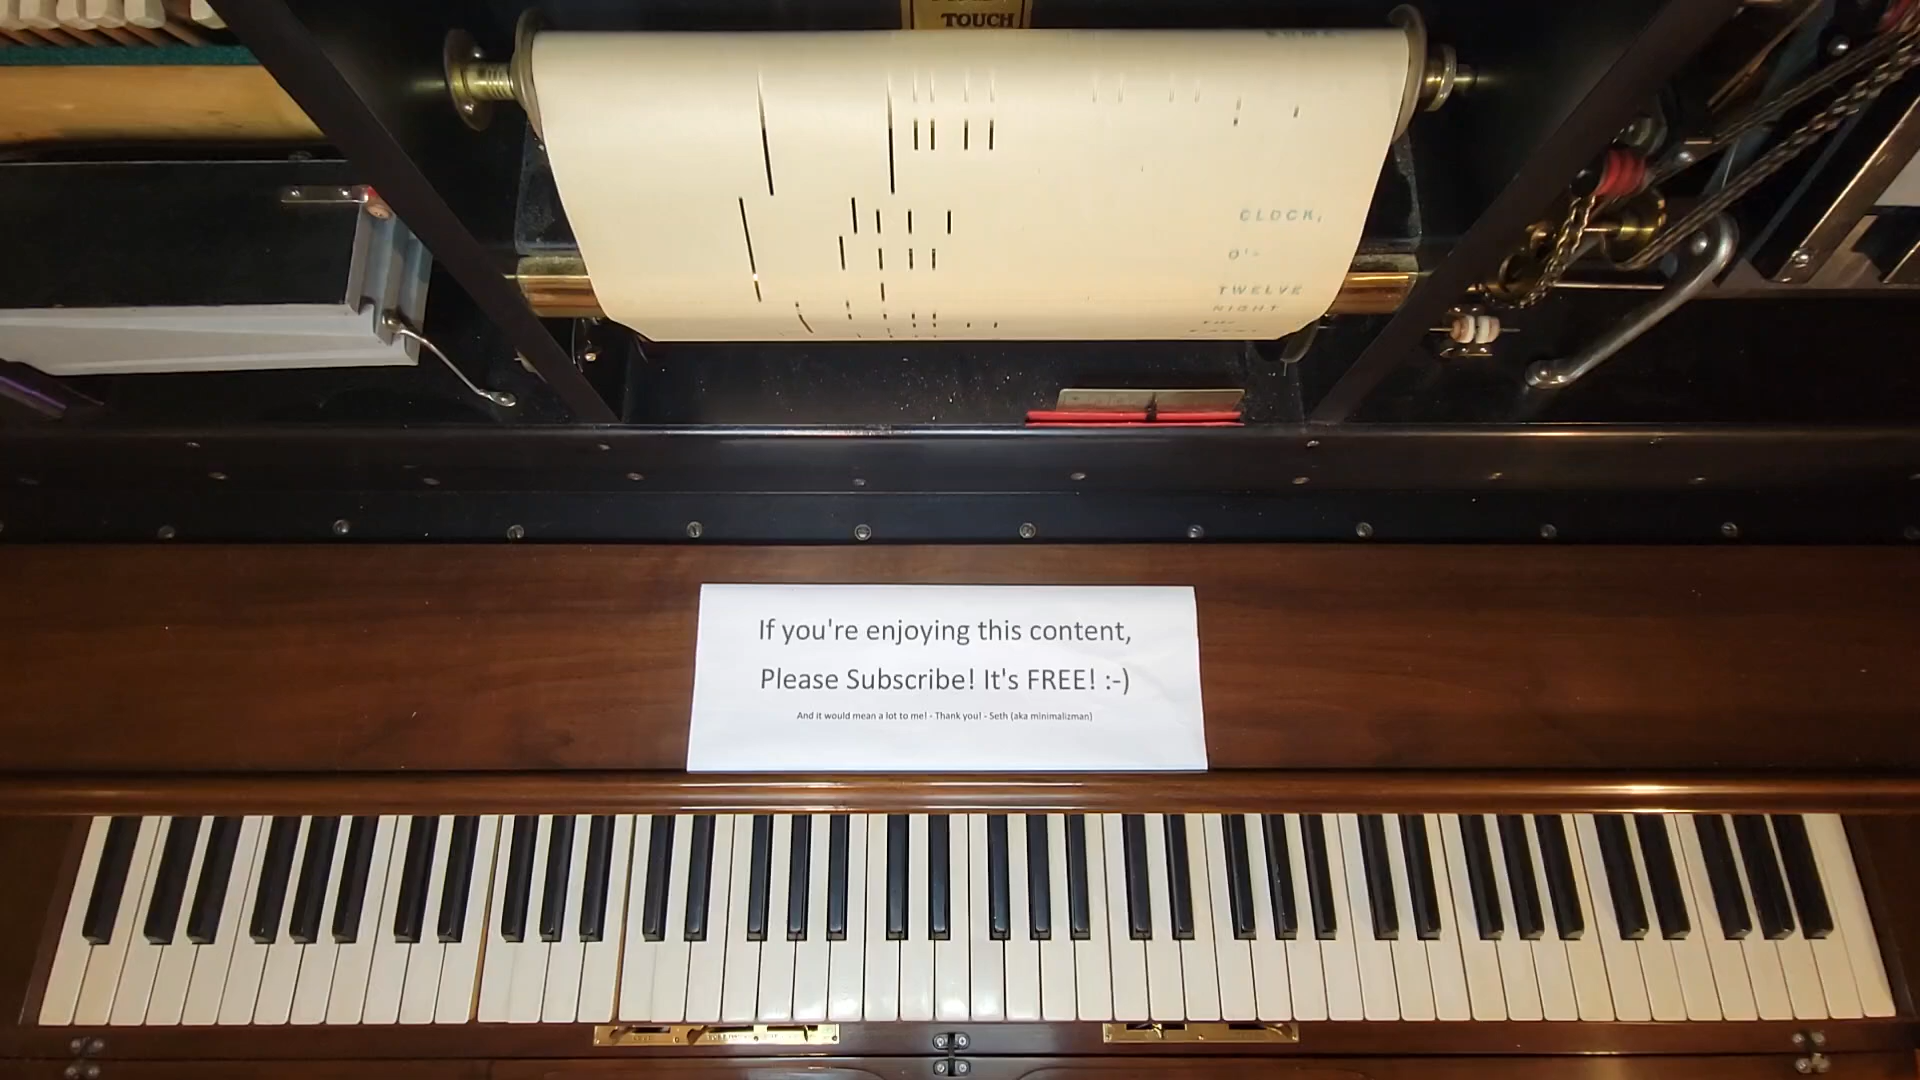 TOUCH
CLOCK,
O'-
TWELVE
NIGHT
If you're enjoying this content,
Please Subscribe! It's FREE! :-)
And it would mean a lot to me! - Thank you! - Seth (aka minimalizman)